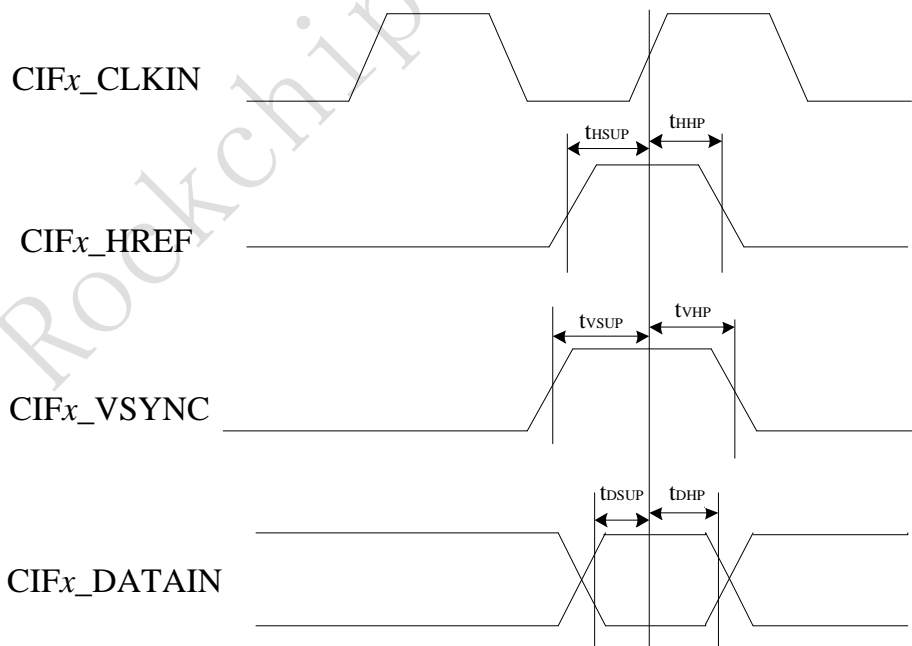 CIFx_CLKIN
tHSUP tHHP
CIFx_HREF
tVSUP tVHP
CIFx_VSYNC
tDSUP tDHP
CIFx_DATAIN
Rockchip